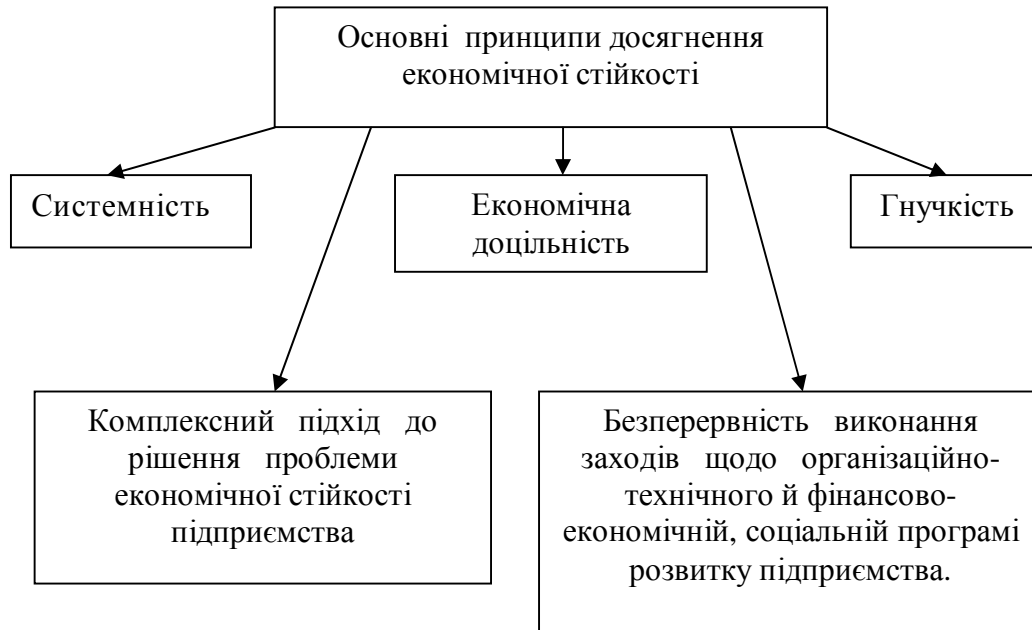 Основні принципи досягнення
економічної стійкості
Системність
Економічна
доцільність
Гнучкість
Комплексний підхід до
рішення проблеми
економічної стійкості
підприємства
Безперервність виконання
заходів щодо організаційно-
технічного й фінансово-
економічній, соціальній програмі
розвитку підприємства.